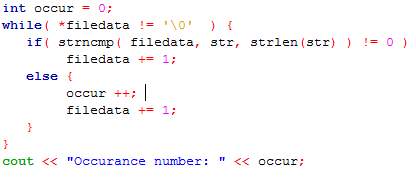 int occur = 0;
while( *filedata != '\0'  ) {
   if( strncmp( filedata, str, strlen(str) ) != 0 )
        filedata += 1;
   else {
        occur ++;
        filedata += 1;
   }
}
cout << "Occurance number: " << occur;